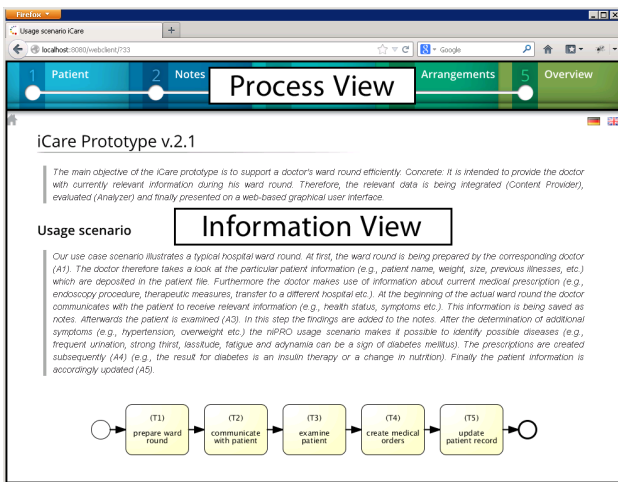 Firefox
Usage scenario iCare
localhost:8080/webclient/?33
Google
1 Patient 2 Notes Process View Arrangements 5 Overview
iCare Prototype v.2.1
The main objective of the iCare prototype is to support a doctor's ward round efficiently. Concrete: It is intended to provide the doctor
with currently relevant information during his ward round. Therefore, the relevant data is being integrated (Content Provider),
evaluated (Analyzer) and finally presented on a web-based graphical user interface.
Usage scenario
Information View
Our use case scenario illustrates a typical hospital ward round. At first, the ward round is being prepared by the corresponding doctor
(A1). The doctor therefore takes a look at the particular patient information (e.g., patient name, weight, size, previous illnesses, etc.)
which are deposited in the patient file. Furthermore the doctor makes use of information about current medical prescription (e.g.,
endoscopy procedure, therapeutic measures, transfer to a different hospital etc.). At the beginning of the actual ward round the doctor
communicates with the patient to receive relevant information (e.g., health status, symptoms etc.). This information is being saved as
notes. Afterwards the patient is examined (A3). In this step the findings are added to the notes. After the determination of additional
symptoms (e.g., hypertension, overweight etc.) the niPRO usage scenario makes it possible to identify possible diseases (e.g.,
frequent urination, strong thirst, lassitude, fatigue and adynamia can be a sign of diabetes mellitus). The prescriptions are created
subsequently (A4) (e.g., the result for diabetes is an insulin therapy or a change in nutrition). Finally the patient information is
accordingly updated (A5).
(T1)
prepare ward
round
(T2)
communicate
with patient
(T3)
examine
patient
(T4)
create medical
orders
(T5)
update
patient record